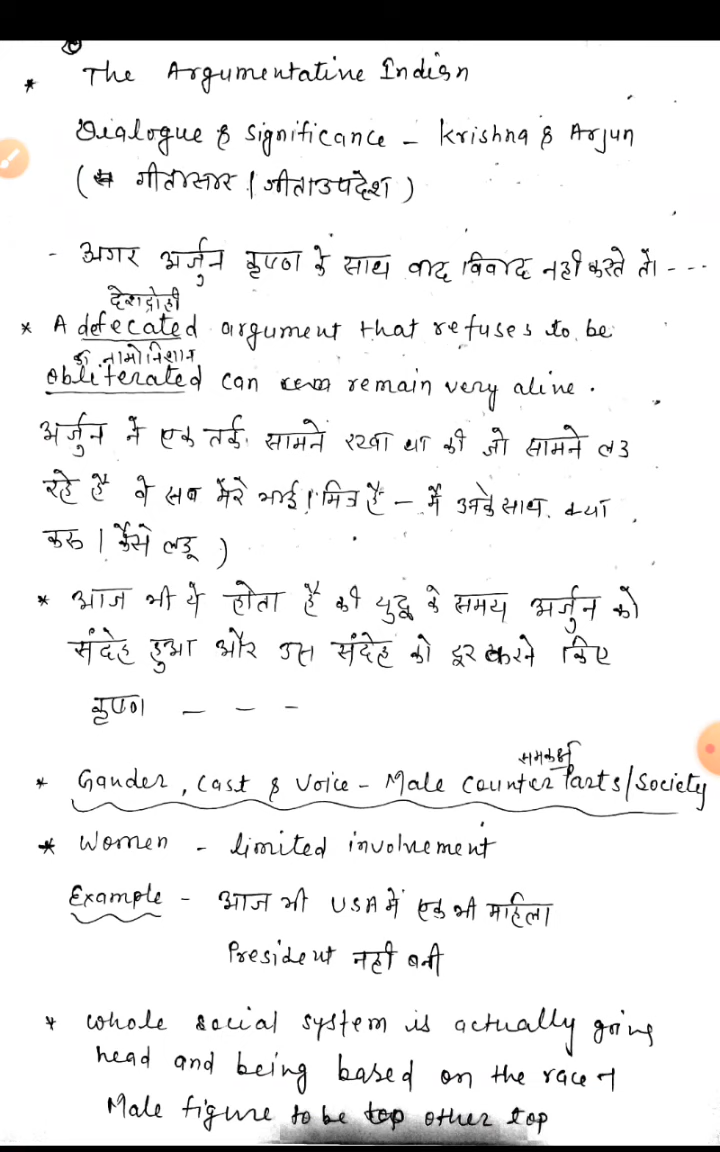 * The Argumentative Indian
Dialogue & Significance - Krishna & Arjun
( गीतासार / गीताउपदेश )
- अगर अर्जुन कृष्ण के साथ वाद विवाद नही करते तो - - -
देशद्रोही
* A defecated argument that refuses to be
का नामोनिशान
obliterated can remain very alive .
अर्जुन ने एक तर्क सामने रखा था की जो सामने लड
रहे है वे सब मेरे भाई / मित्र है - मैं उनके साथ क्या
करू / कैसे लडू )
* आज भी ये होता है की युद्ध के समय अर्जुन को
संदेह हुआ और उस संदेह को दूर करने किए
कृष्ण - - -
समकक्ष
* Gander, Cast & Voice - Male Counter Parts/Society
* Women - limited involvement
Example - आज भी USA में एक भी महिला
President नही बनी
* whole social system is actually going
head and being based on the race of
Male figure to be top other top